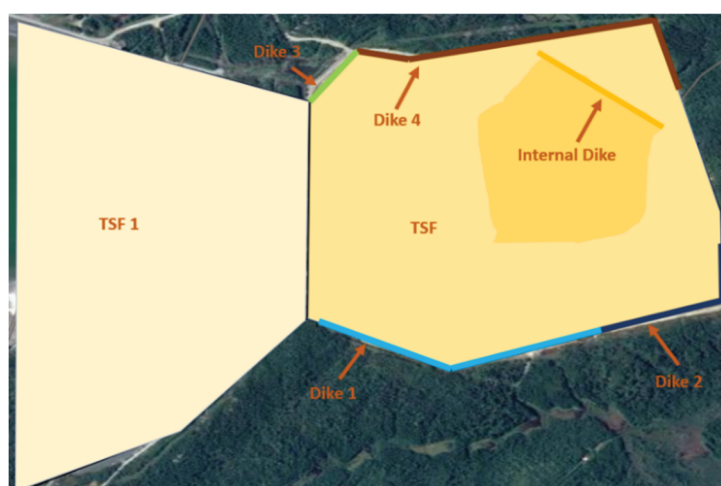 Dike 3
Dike 4
Internal Dike
TSF 1
TSF
Dike 1
Dike 2